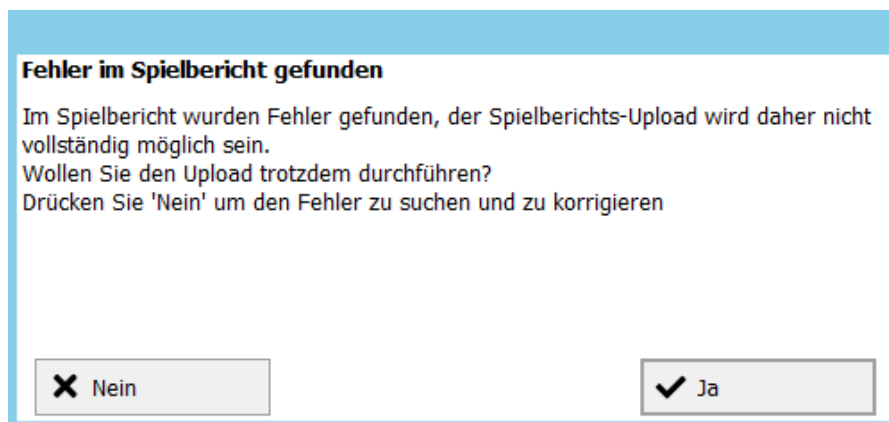 Fehler im Spielbericht gefunden
Im Spielbericht wurden Fehler gefunden, der Spielberichts-Upload wird daher nicht
vollständig möglich sein.
Wollen Sie den Upload trotzdem durchführen?
Drücken Sie 'Nein' um den Fehler zu suchen und zu korrigieren
Nein
Ja